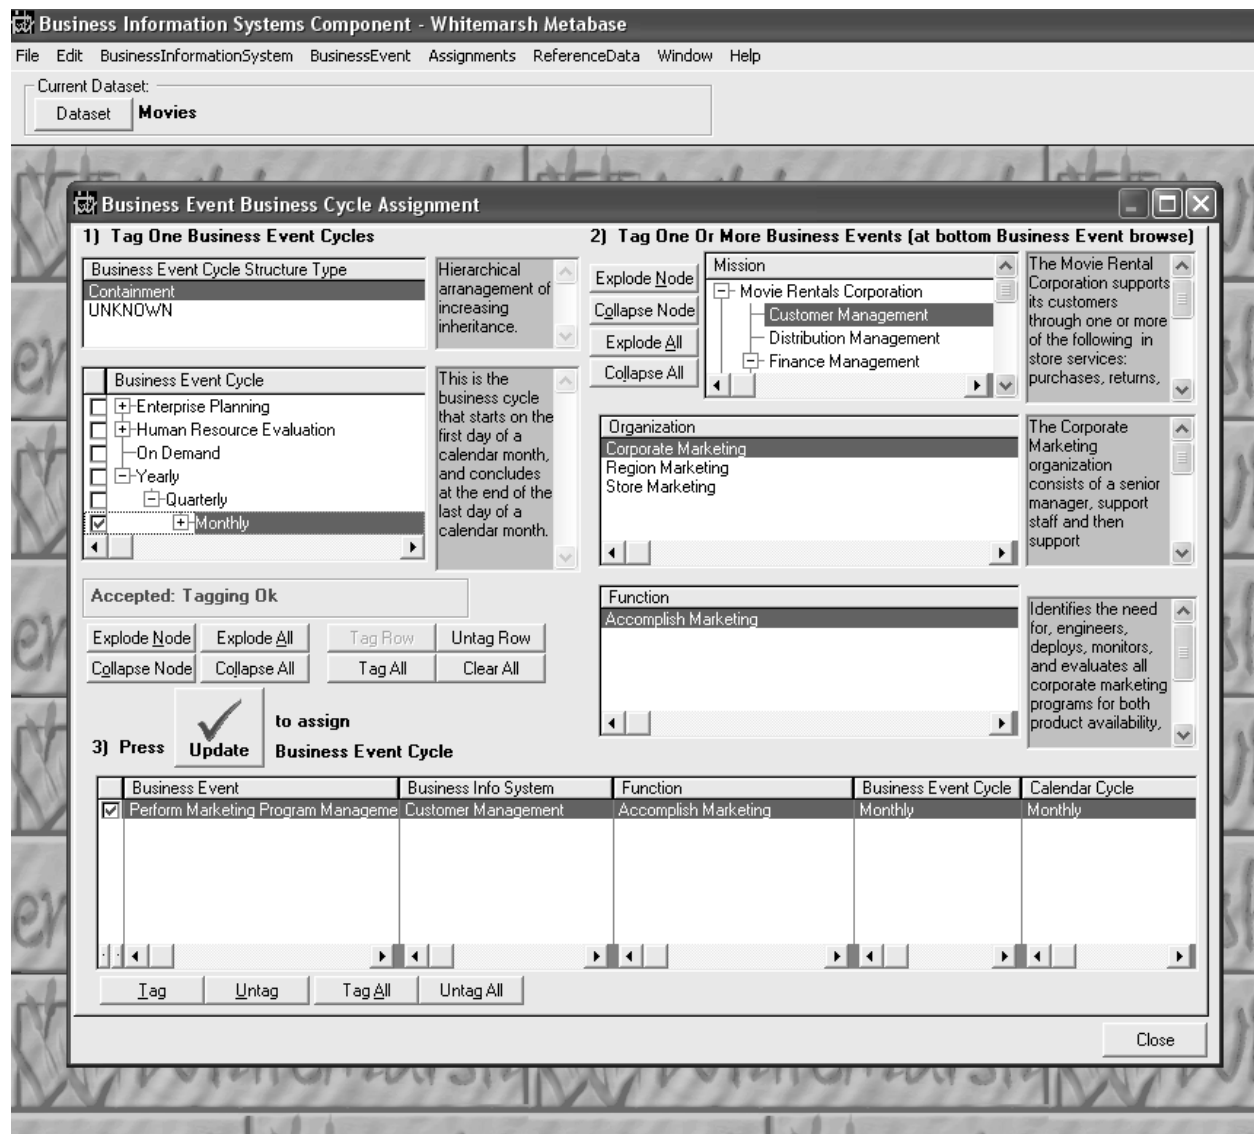 Business Information Systems Component - Whitemarsh Metabase
File Edit BusinessInformationSystem BusinessEvent Assignments ReferenceData Window Help
Current Dataset:
Dataset Movies
Business Event Business Cycle Assignment
1) Tag One Business Event Cycles
Business Event Cycle Structure Type
Containment
UNKNOWN
Hierarchical
arranagement of
increasing
inheritance.
Business Event Cycle
Enterprise Planning
Human Resource Evaluation
On Demand
Yearly
Quarterly
Monthly
This is the
business cycle
that starts on the
first day of a
calendar month,
and concludes
at the end of the
last day of a
calendar month.
Accepted: Tagging Ok
Explode Node Explode All Tag Row Untag Row
Collapse Node Collapse All Tag All Clear All
3) Press Update to assign
Business Event Cycle
2) Tag One Or More Business Events (at bottom Business Event browse)
Explode Node
Collapse Node
Explode All
Collapse All
Mission
Movie Rentals Corporation
Customer Management
Distribution Management
Finance Management
The Movie Rental
Corporation supports
its customers
through one or more
of the following in
store services:
purchases, returns,
Organization
Corporate Marketing
Region Marketing
Store Marketing
The Corporate
Marketing
organization
consists of a senior
manager, support
staff and then
support
Function
Accomplish Marketing
Identifies the need
for, engineers,
deploys, monitors,
and evaluates all
corporate marketing
programs for both
product availability,
Business Event Business Info System Function Business Event Cycle Calendar Cycle
Perform Marketing Program Manageme Customer Management Accomplish Marketing Monthly Monthly
Tag Untag Tag All Untag All
Close